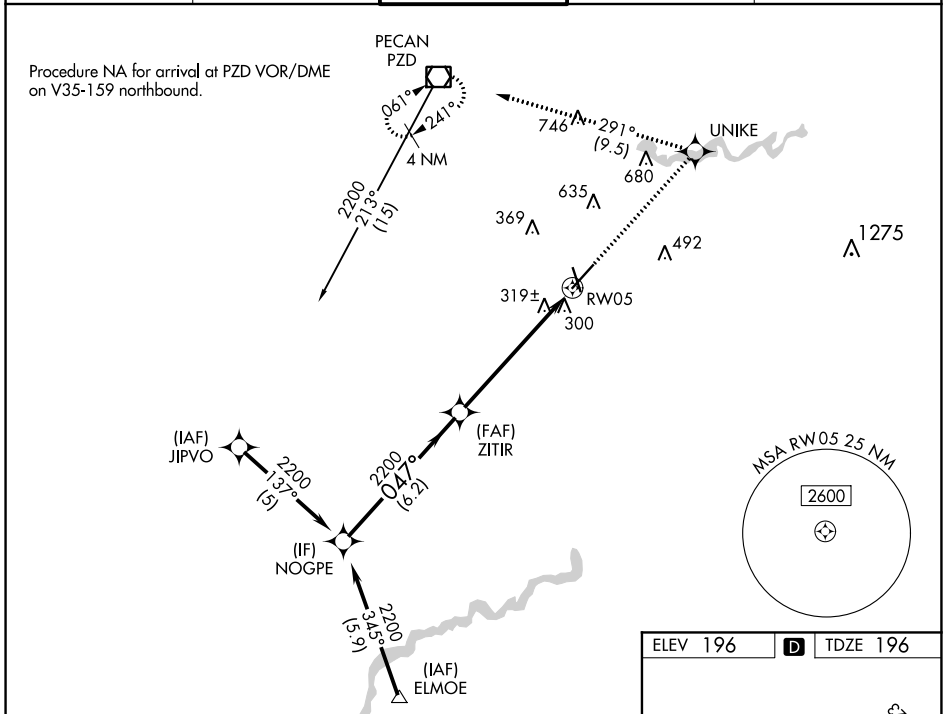 Procedure NA for arrival at PZD VOR/DME
on V35-159 northbound.
PECAN
PZD
061°
241°
4 NM
2200
213°
(15)
746
291°
(9.5)
UNIKE
680
635
369
492
1275
319±
RW05
300
(FAF)
ZITIR
(IAF)
JIPVO
2200
137°
(5)
2200
047°
(6.2)
(IF)
NOGPE
2200
345°
(5.9)
(IAF)
ELMOE
MSA RW05 25 NM
2600
ELEV 196 D TDZE 196